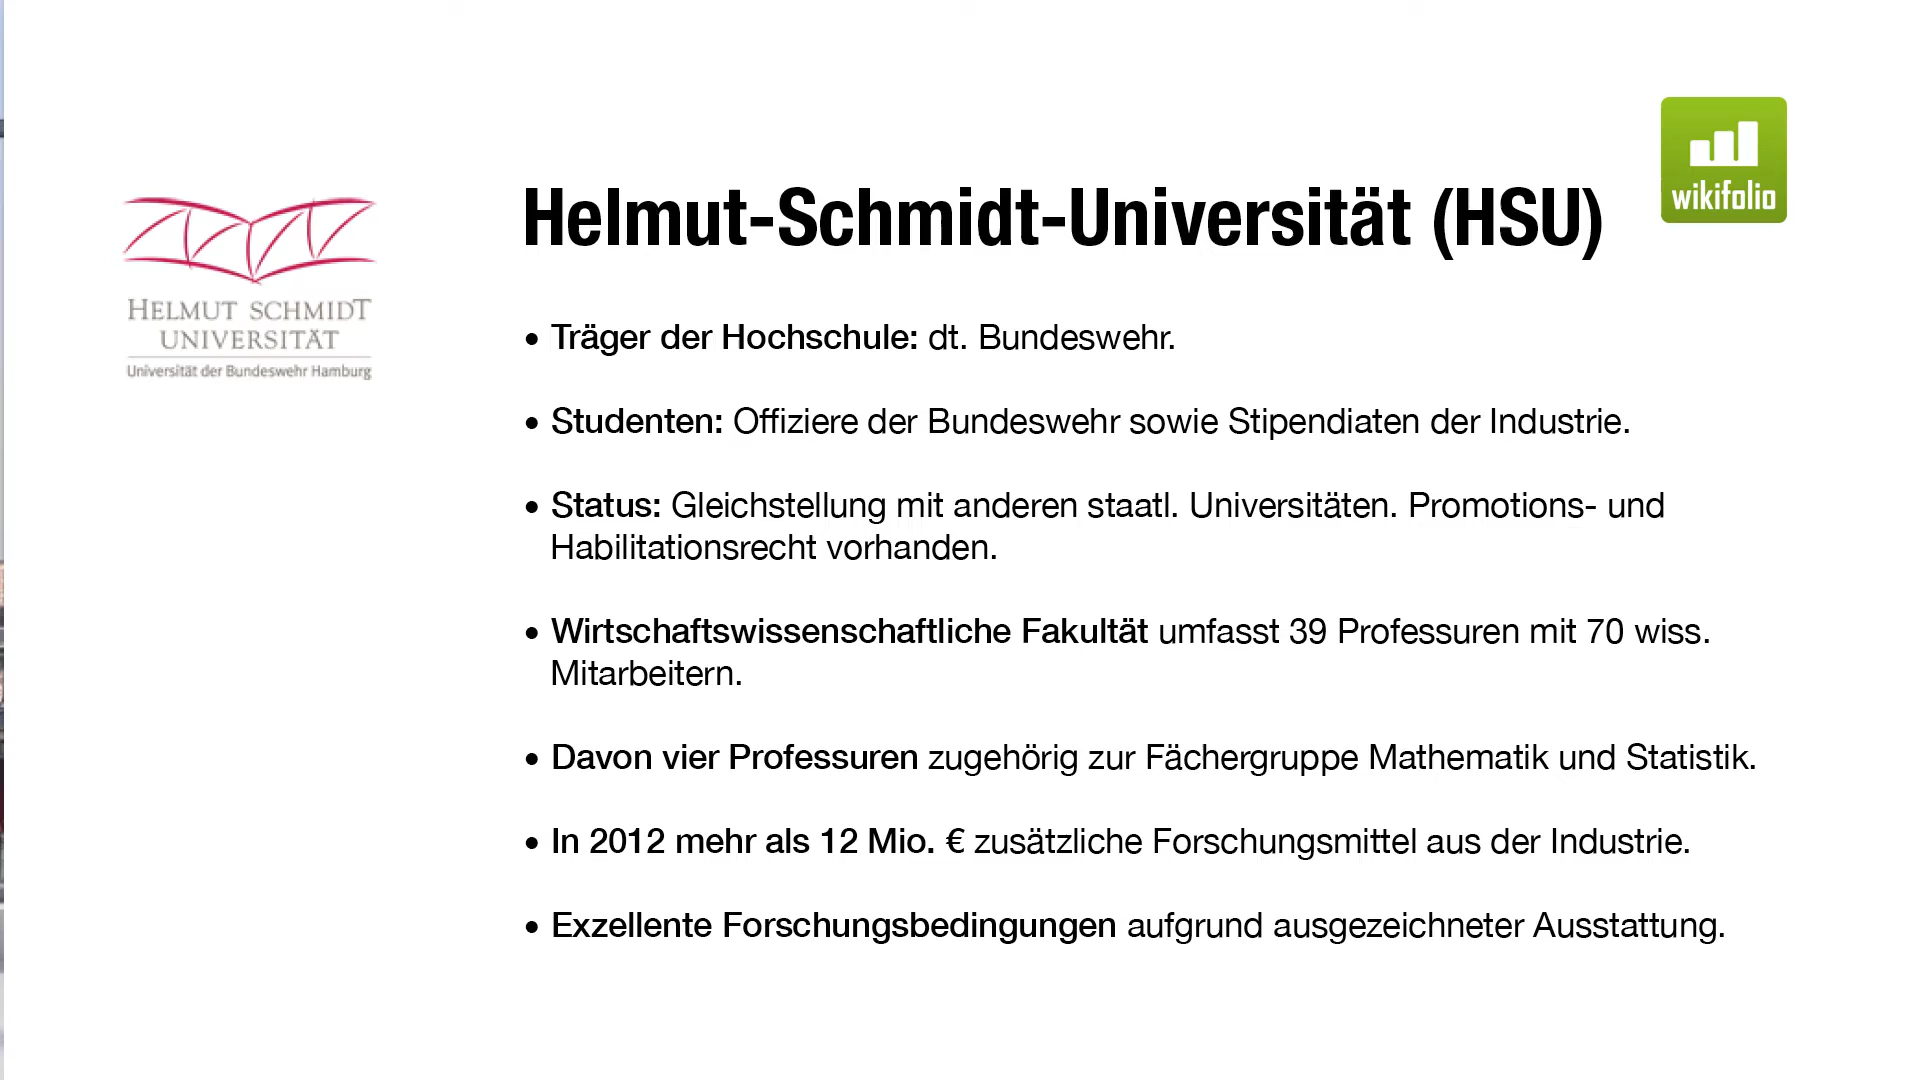 wikifolio
HELMUT SCHMIDT
UNIVERSITÄT
Universität der Bundeswehr Hamburg
Helmut-Schmidt-Universität (HSU)
• Träger der Hochschule: dt. Bundeswehr.
• Studenten: Offiziere der Bundeswehr sowie Stipendiaten der Industrie.
• Status: Gleichstellung mit anderen staatl. Universitäten. Promotions- und
Habilitationsrecht vorhanden.
• Wirtschaftswissenschaftliche Fakultät umfasst 39 Professuren mit 70 wiss.
Mitarbeitern.
• Davon vier Professuren zugehörig zur Fächergruppe Mathematik und Statistik.
• In 2012 mehr als 12 Mio. € zusätzliche Forschungsmittel aus der Industrie.
• Exzellente Forschungsbedingungen aufgrund ausgezeichneter Ausstattung.